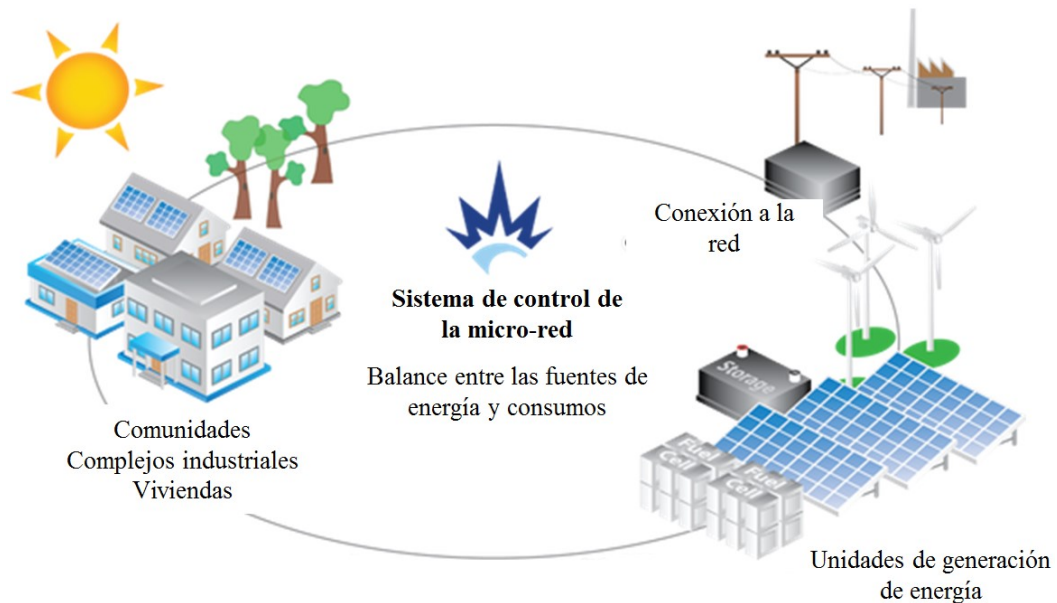 Conexión a la
red
Sistema de control de
la micro-red
Balance entre las fuentes de
energía y consumos
Storage
Comunidades
Complejos industriales
Viviendas
Fuel
Cell
Fuel
Cell
Unidades de generación
de energía